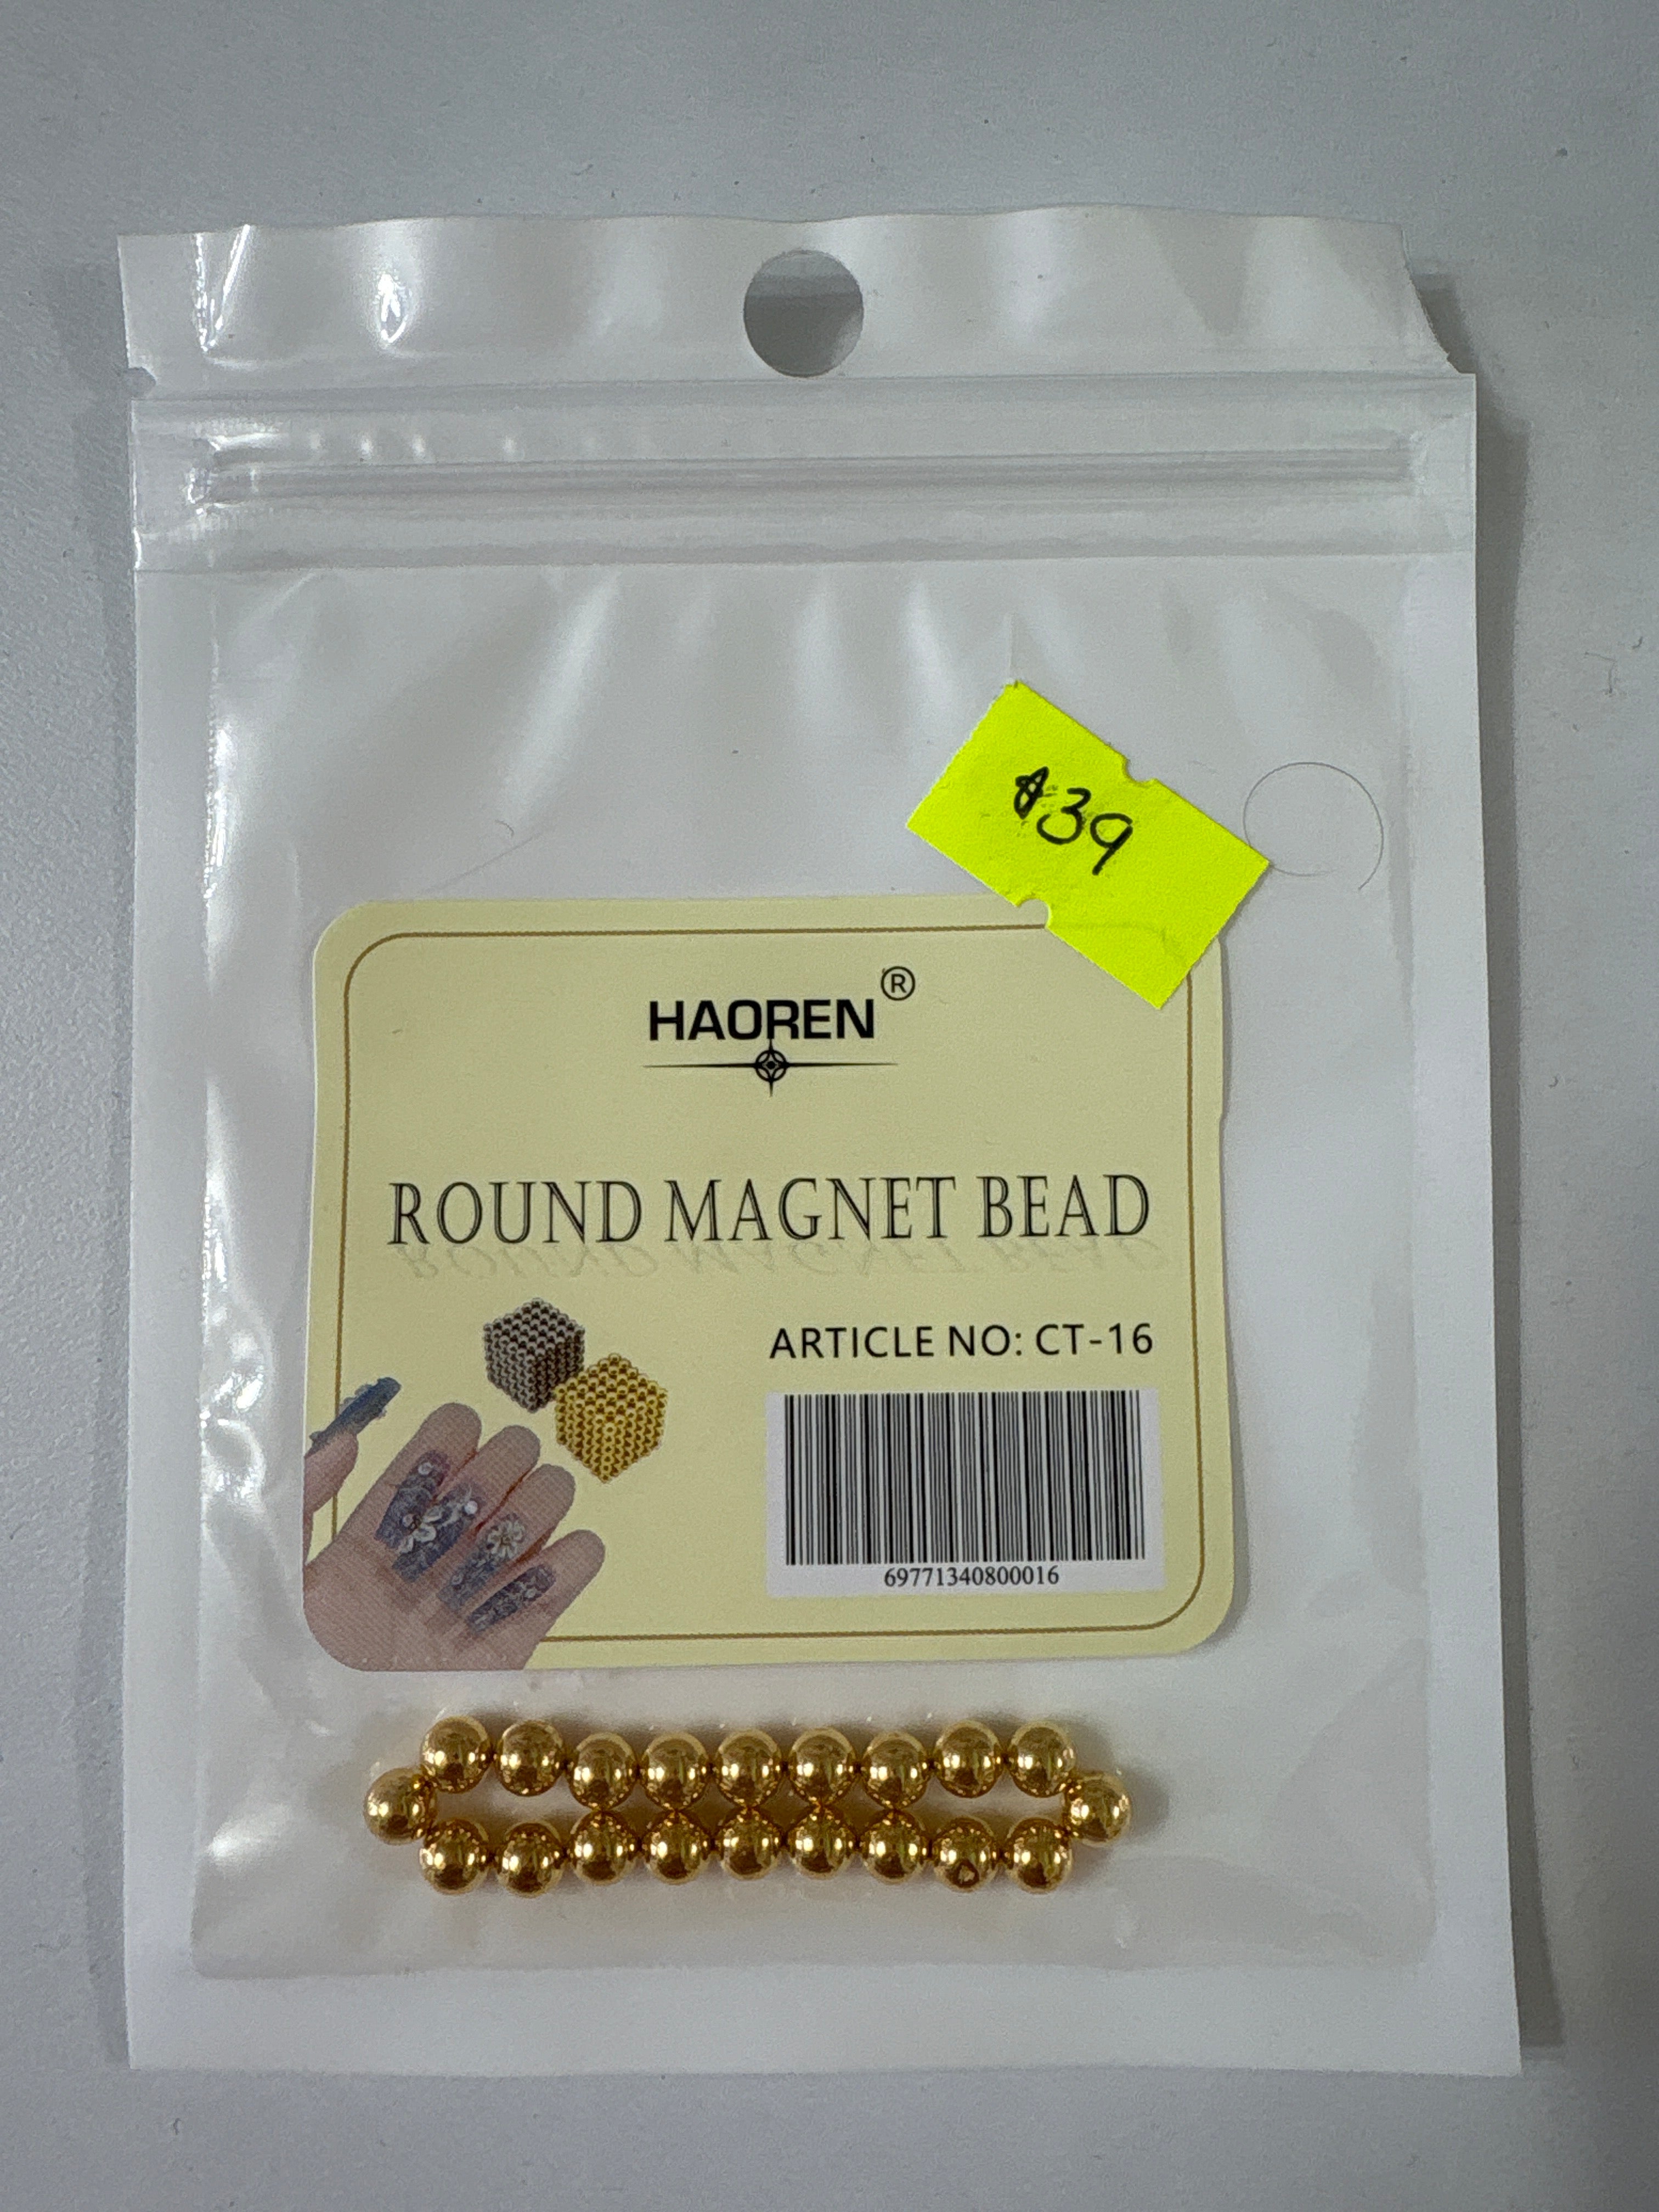 $39
HAOREN®
ROUND MAGNET BEAD
ARTICLE NO: CT-16
69771340800016